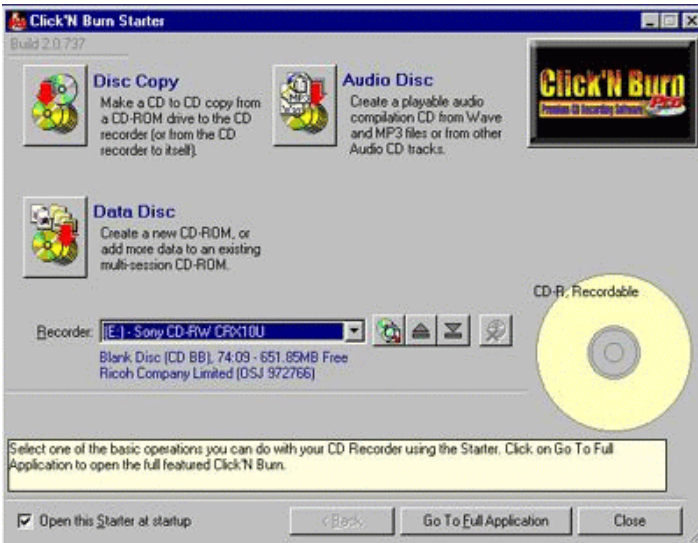 Click'N Burn Starter
Build 2.0.737
Disc Copy
Make a CD to CD copy from
a CD-ROM drive to the CD
recorder (or from the CD
recorder to itself).
Audio Disc
Create a playable audio
compilation CD from Wave
and MP3 files or from other
Audio CD tracks.
Click'N Burn
Pro
Premium CD Recording Software
Data Disc
Create a new CD-ROM, or
add more data to an existing
multi-session CD-ROM.
CD-R, Recordable
Recorder: (E:) - Sony CD-RW CRX10U
Blank Disc (CD BB), 74:09 - 651.85MB Free
Ricoh Company Limited (OSJ 972766)
Select one of the basic operations you can do with your CD Recorder using the Starter. Click on Go To Full
Application to open the full featured Click'N Burn.
Open this Starter at startup
< Back
Go To Full Application
Close